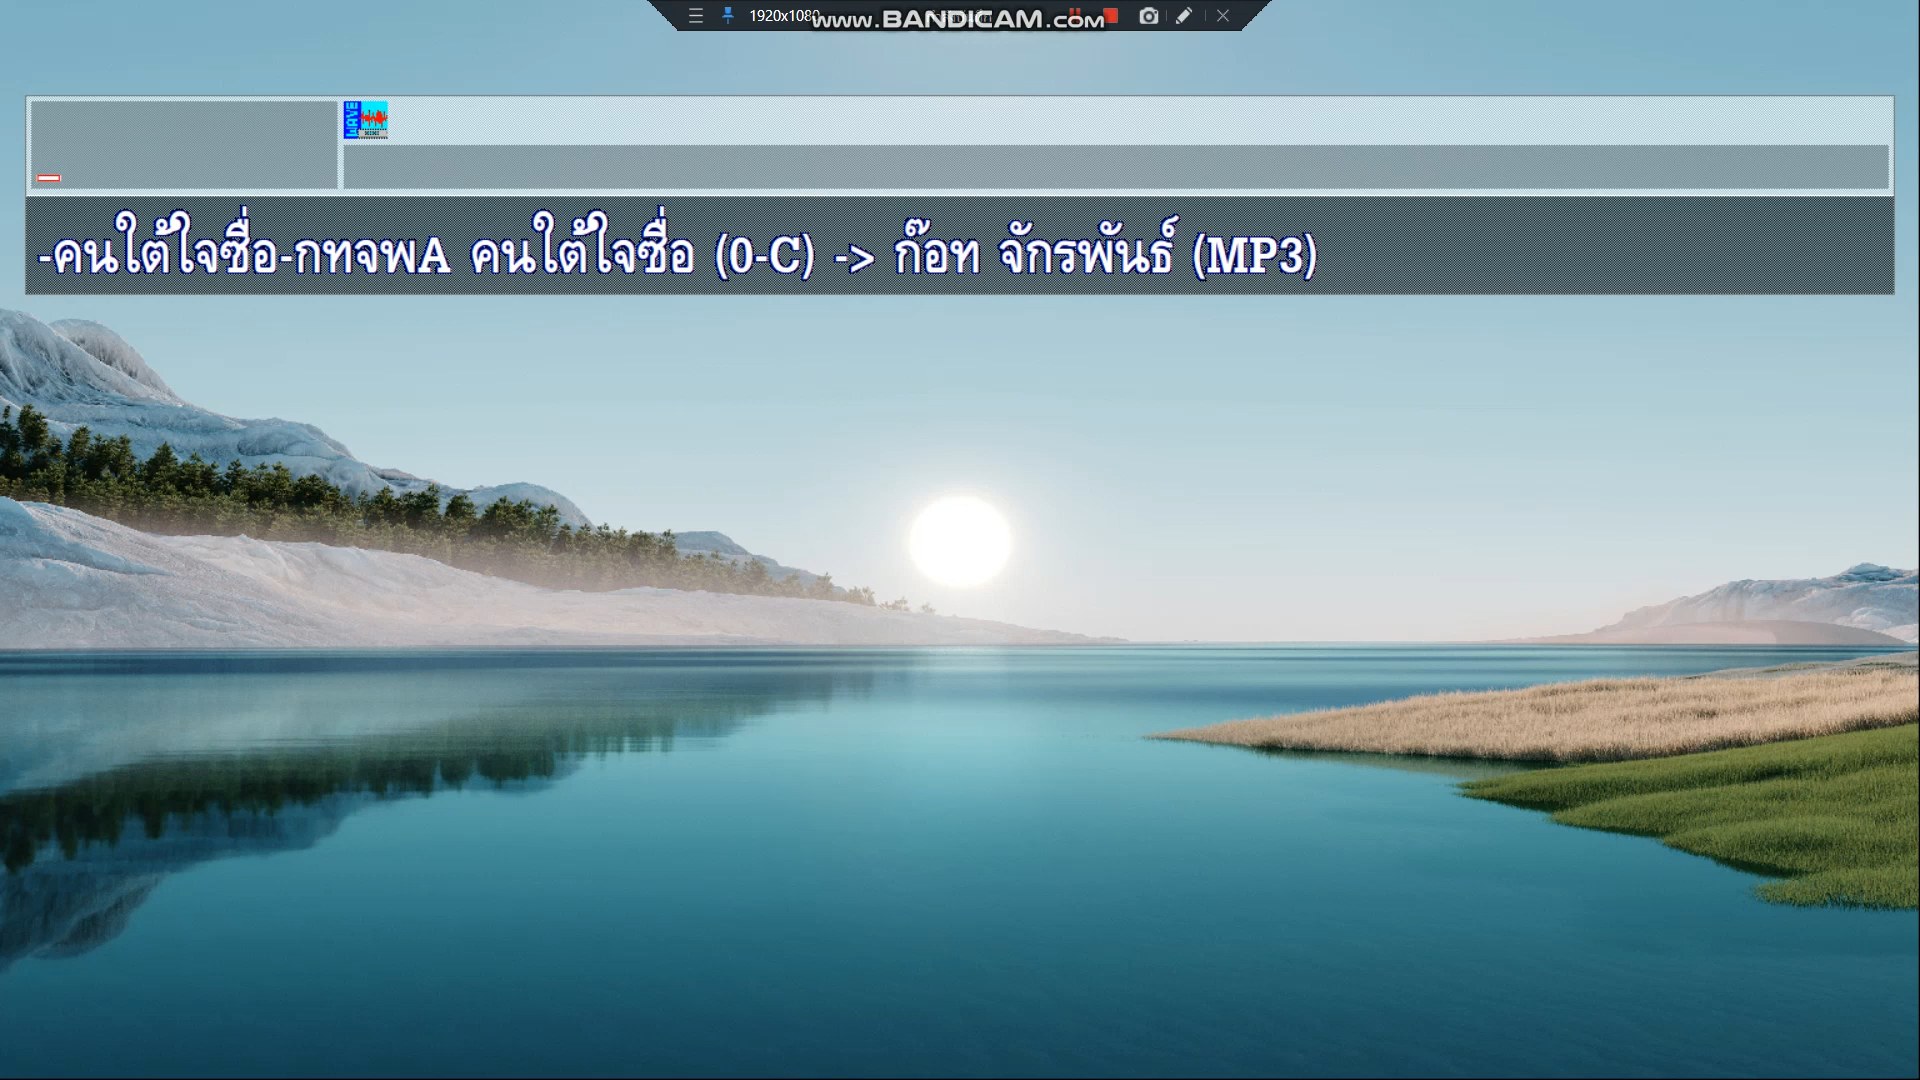 1920x1080
www.BANDICAM.com
WAVE
-คนใต้ใจซื่อ-กทจพA คนใต้ใจซื่อ (0-C) -> ก๊อท จักรพันธ์ (MP3)